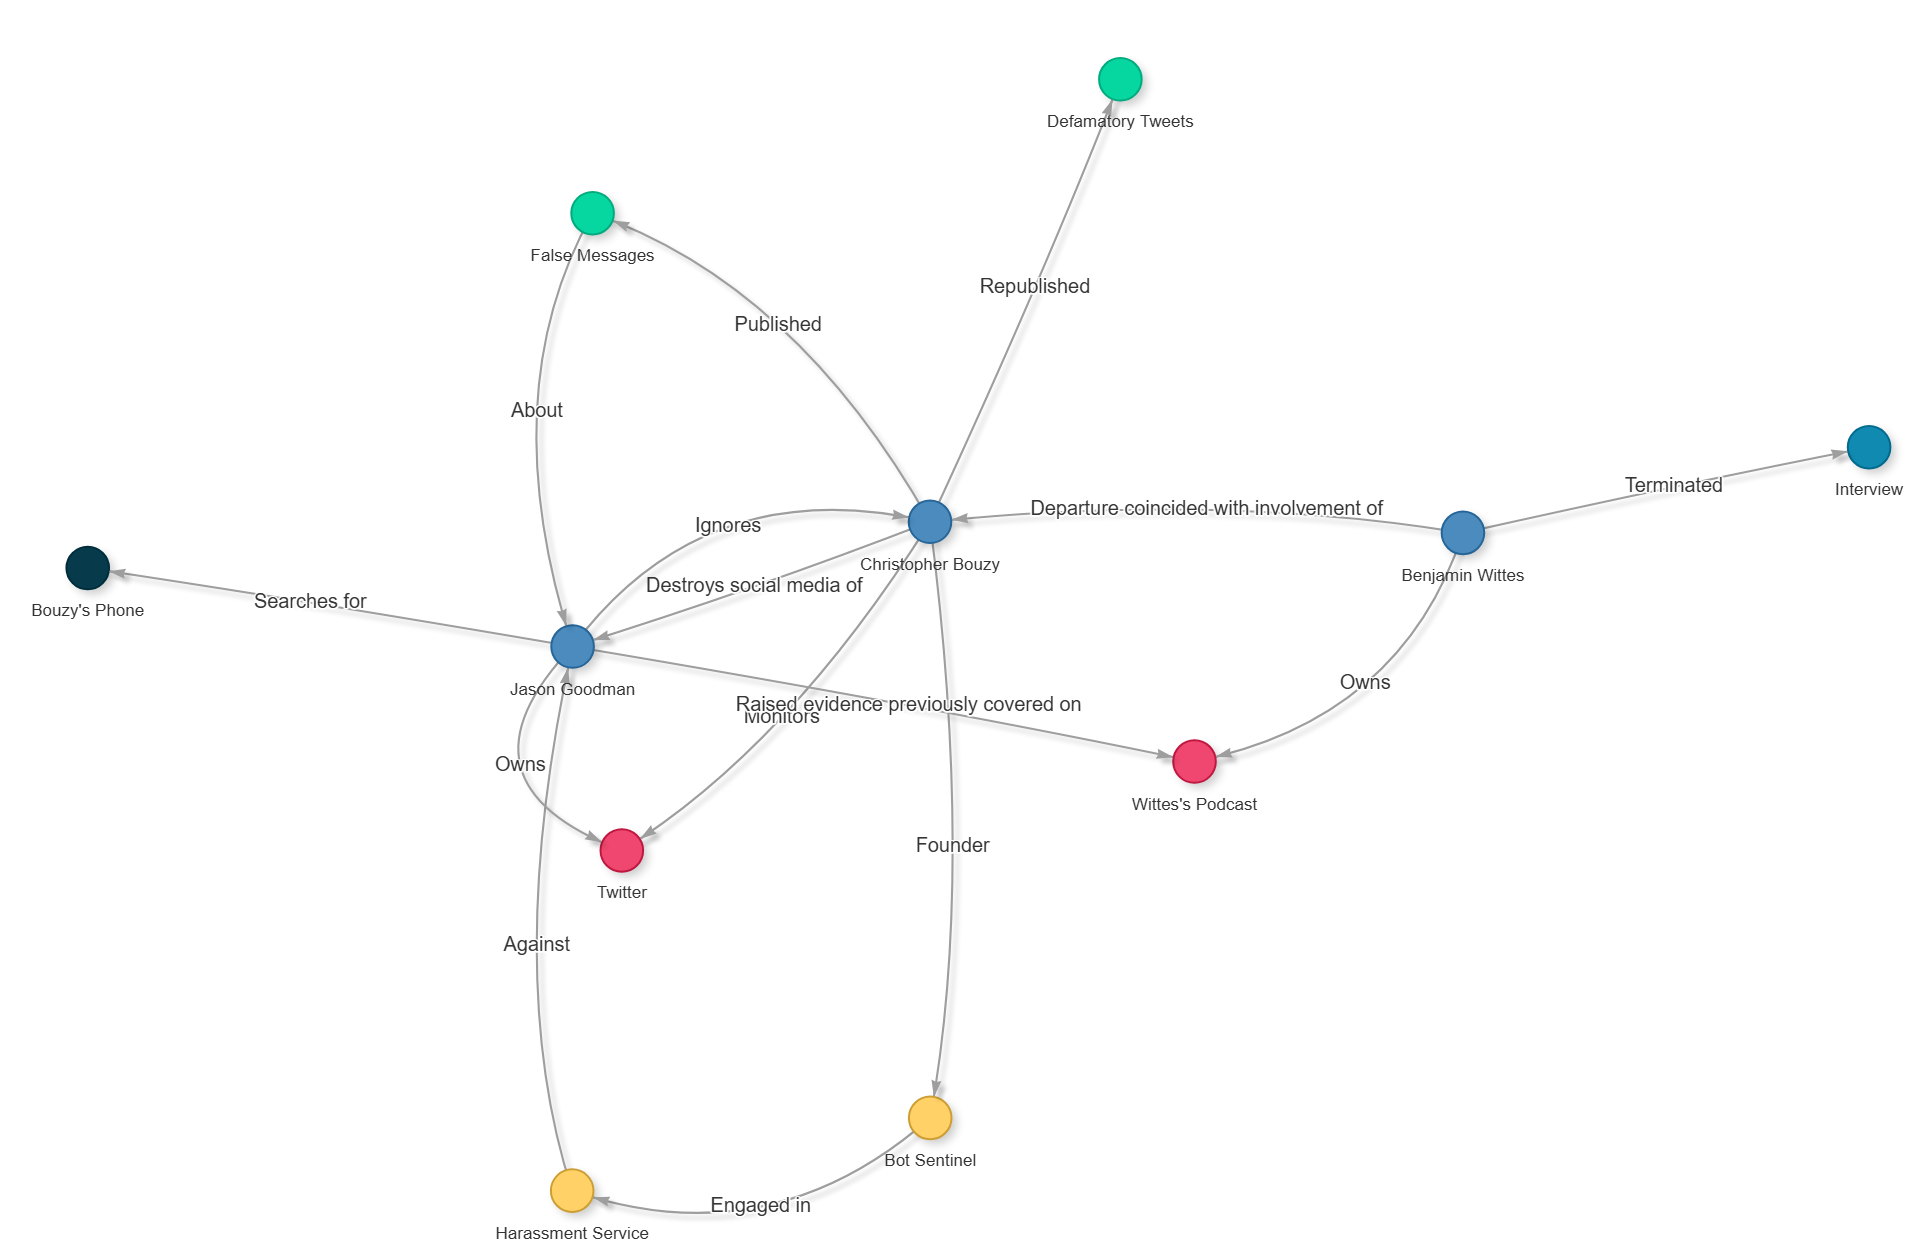 Defamatory Tweets
False Messages
Republished
Published
About
Terminated
Interview
Departure coincided with involvement of
Ignores
Christopher Bouzy
Benjamin Wittes
Destroys social media of
Searches for
Bouzy's Phone
Jason Goodman
Owns
Raised evidence previously covered on
Monitors
Owns
Wittes's Podcast
Founder
Twitter
Against
Bot Sentinel
Engaged in
Harassment Service